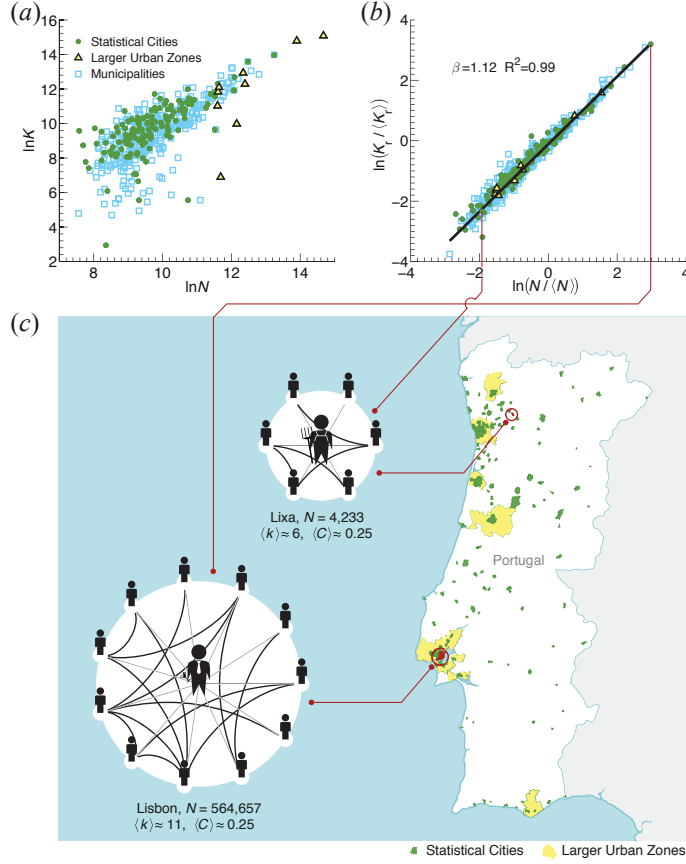 (a)
16
14
12
10
8
6
4
2
lnK
Statistical Cities
Larger Urban Zones
Municipalities
7
8
10
12
14
lnN
(b)
4
2
0
−2
−4
ln(Kr / ⟨Kr⟩)
β=1.12 R²=0.99
−4
−2
0
2
4
ln(N / ⟨N⟩)
(c)
Lixa, N = 4,233
⟨k⟩≈ 6, ⟨C⟩≈ 0.25
Portugal
Lisbon, N = 564,657
⟨k⟩≈ 11, ⟨C⟩≈ 0.25
Statistical Cities
Larger Urban Zones